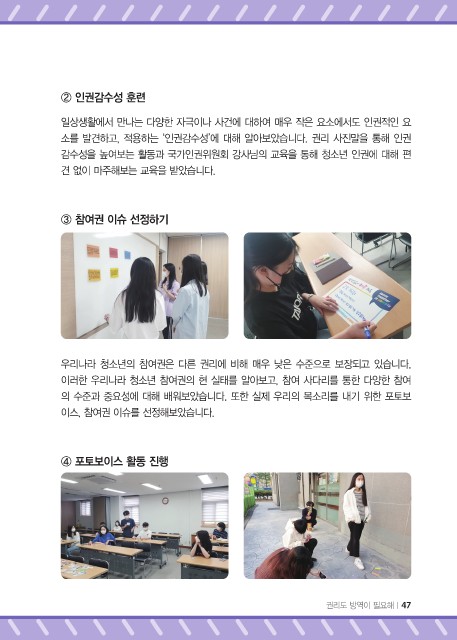 ② 인권감수성 훈련
일상생활에서 만나는 다양한 자극이나 사건에 대하여 매우 작은 요소에서도 인권적인 요
소를 발견하고, 적용하는 '인권감수성'에 대해 알아보았습니다. 권리 사진말을 통해 인권
감수성을 높여보는 활동과 국가인권위원회 강사님의 교육을 통해 청소년 인권에 대해 편
견 없이 마주해보는 교육을 받았습니다.
③ 참여권 이슈 선정하기
우리나라 청소년의 참여권은 다른 권리에 비해 매우 낮은 수준으로 보장되고 있습니다.
이러한 우리나라 청소년 참여권의 현 실태를 알아보고, 참여 사다리를 통한 다양한 참여
의 수준과 중요성에 대해 배워보았습니다. 또한 실제 우리의 목소리를 내기 위한 포토보
이스, 참여권 이슈를 선정해보았습니다.
④ 포토보이스 활동 진행
권리도 방역이 필요해 | 47